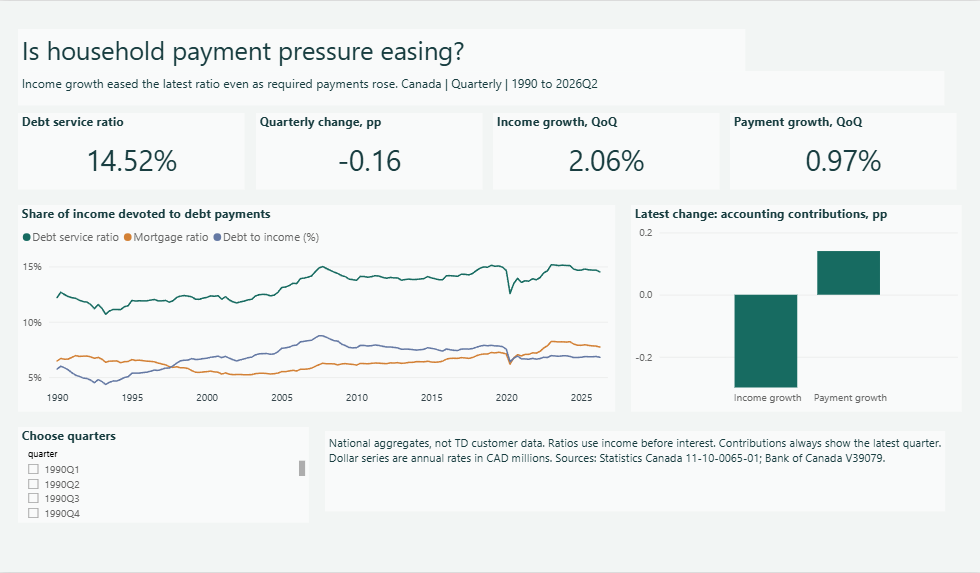 Is household payment pressure easing?
Income growth eased the latest ratio even as required payments rose. Canada | Quarterly | 1990 to 2026Q2
Debt service ratio
14.52%
Quarterly change, pp
-0.16
Income growth, QoQ
2.06%
Payment growth, QoQ
0.97%
Share of income devoted to debt payments
Debt service ratio Mortgage ratio Debt to income (%)
15%
10%
5%
1990 1995 2000 2005 2010 2015 2020 2025
Latest change: accounting contributions, pp
0.2
0.0
-0.2
Income growth Payment growth
Choose quarters
quarter
1990Q1
1990Q2
1990Q3
1990Q4
National aggregates, not TD customer data. Ratios use income before interest. Contributions always show the latest quarter.
Dollar series are annual rates in CAD millions. Sources: Statistics Canada 11-10-0065-01; Bank of Canada V39079.